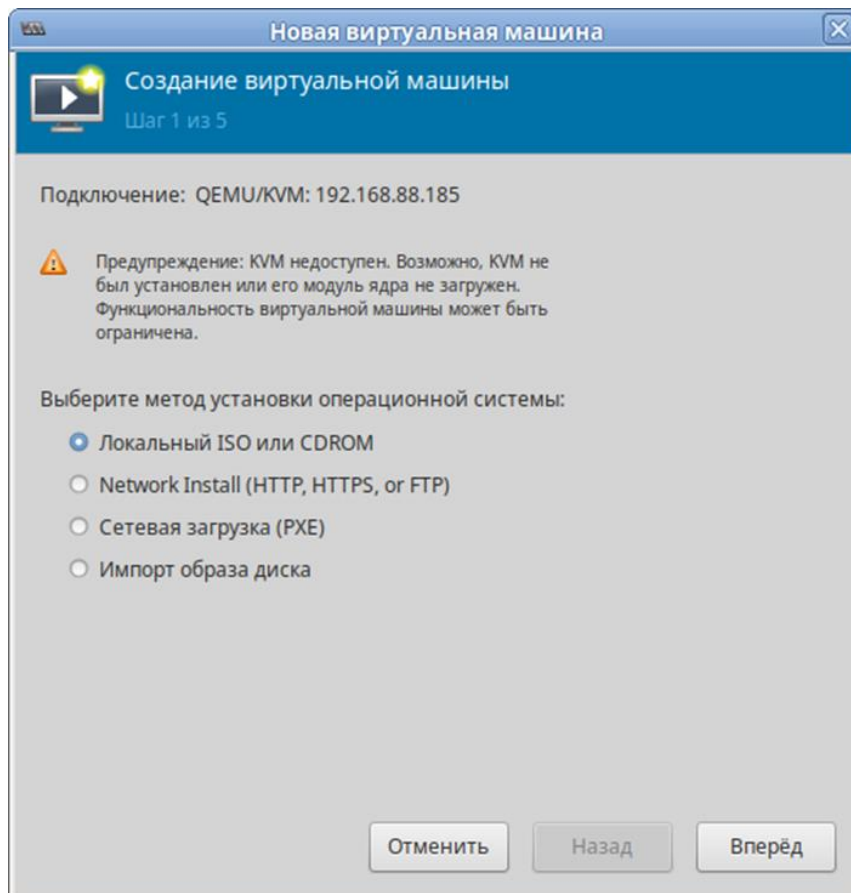 Новая виртуальная машина
Создание виртуальной машины
Шаг 1 из 5
Подключение: QEMU/KVM: 192.168.88.185
Предупреждение: KVM недоступен. Возможно, KVM не
был установлен или его модуль ядра не загружен.
Функциональность виртуальной машины может быть
ограничена.
Выберите метод установки операционной системы:
Локальный ISO или CDROM
Network Install (HTTP, HTTPS, or FTP)
Сетевая загрузка (PXE)
Импорт образа диска
Отменить Назад Вперёд